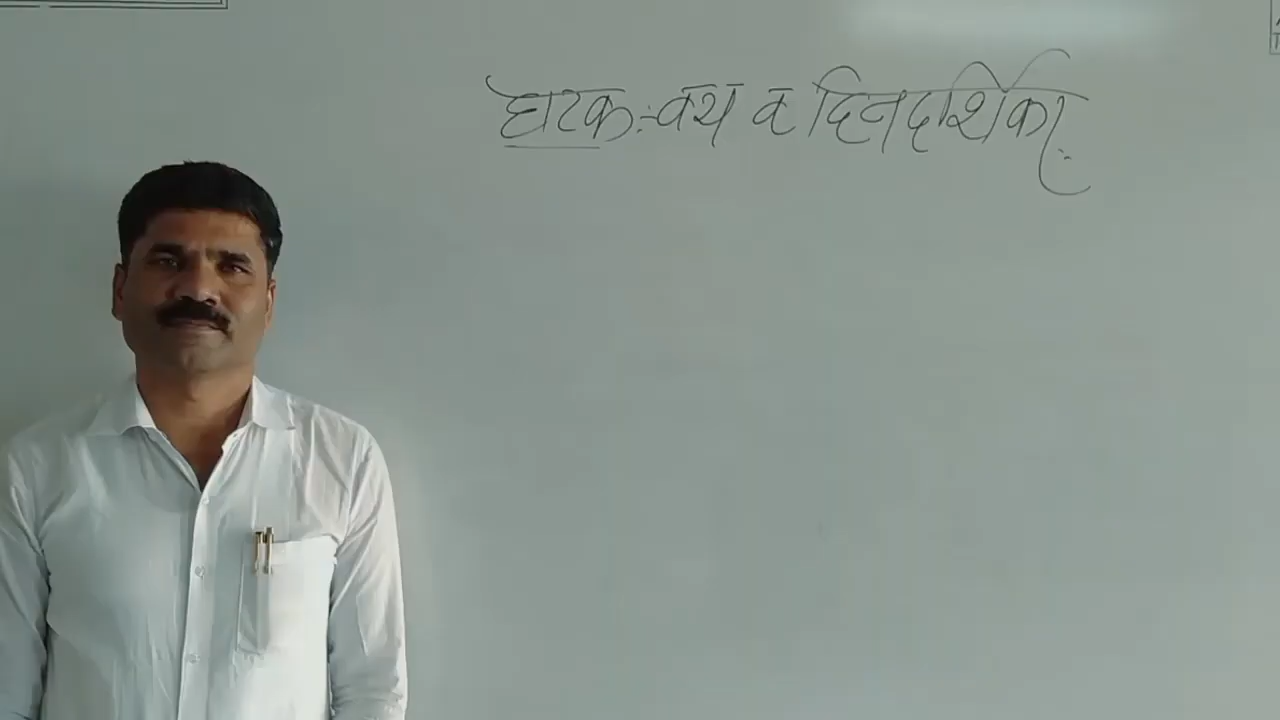 घटक :- वय व दिनदर्शिका.